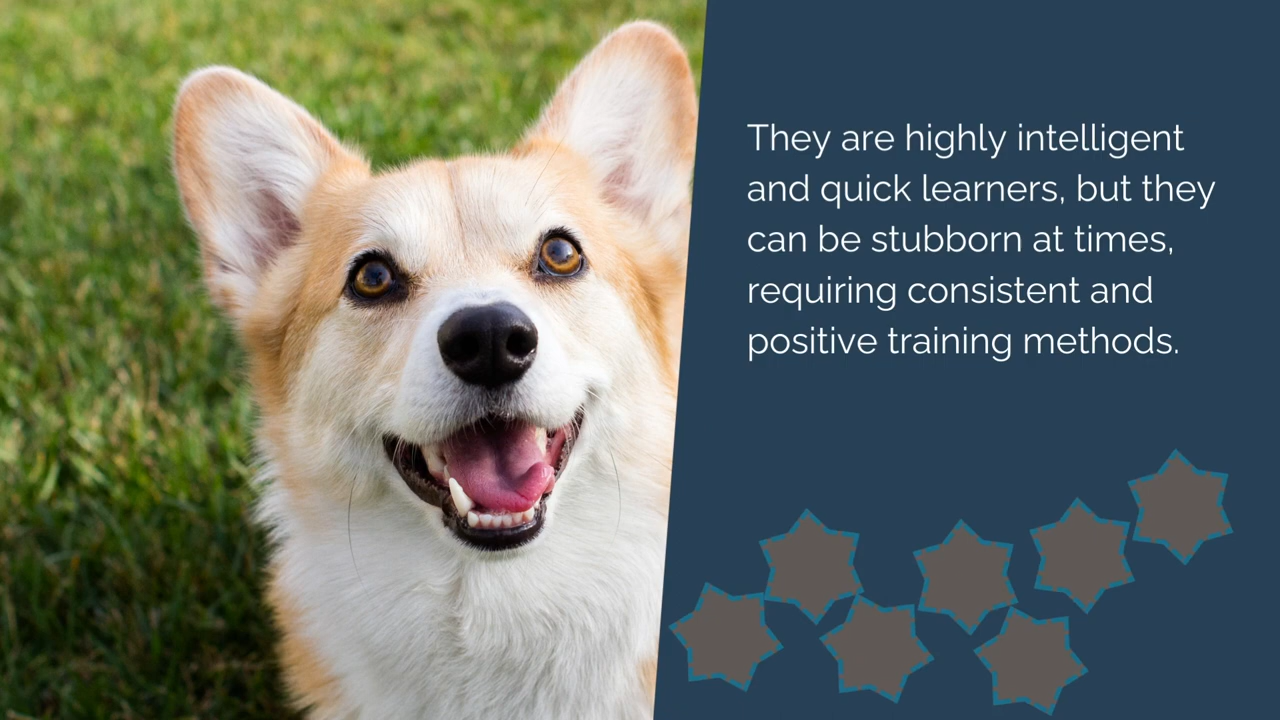 They are highly intelligent
and quick learners, but they
can be stubborn at times,
requiring consistent and
positive training methods.